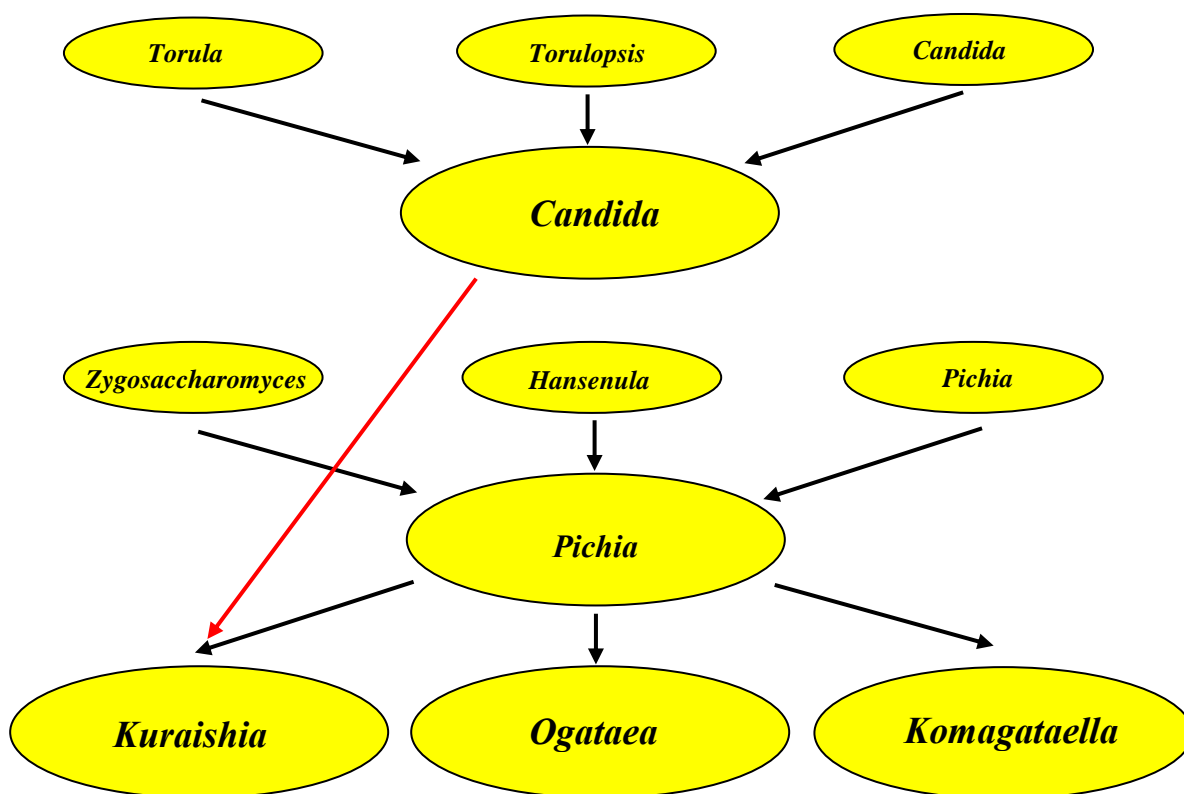 Torula
Torulopsis
Candida
Candida
Zygosaccharomyces
Hansenula
Pichia
Pichia
Kuraishia
Ogataea
Komagataella